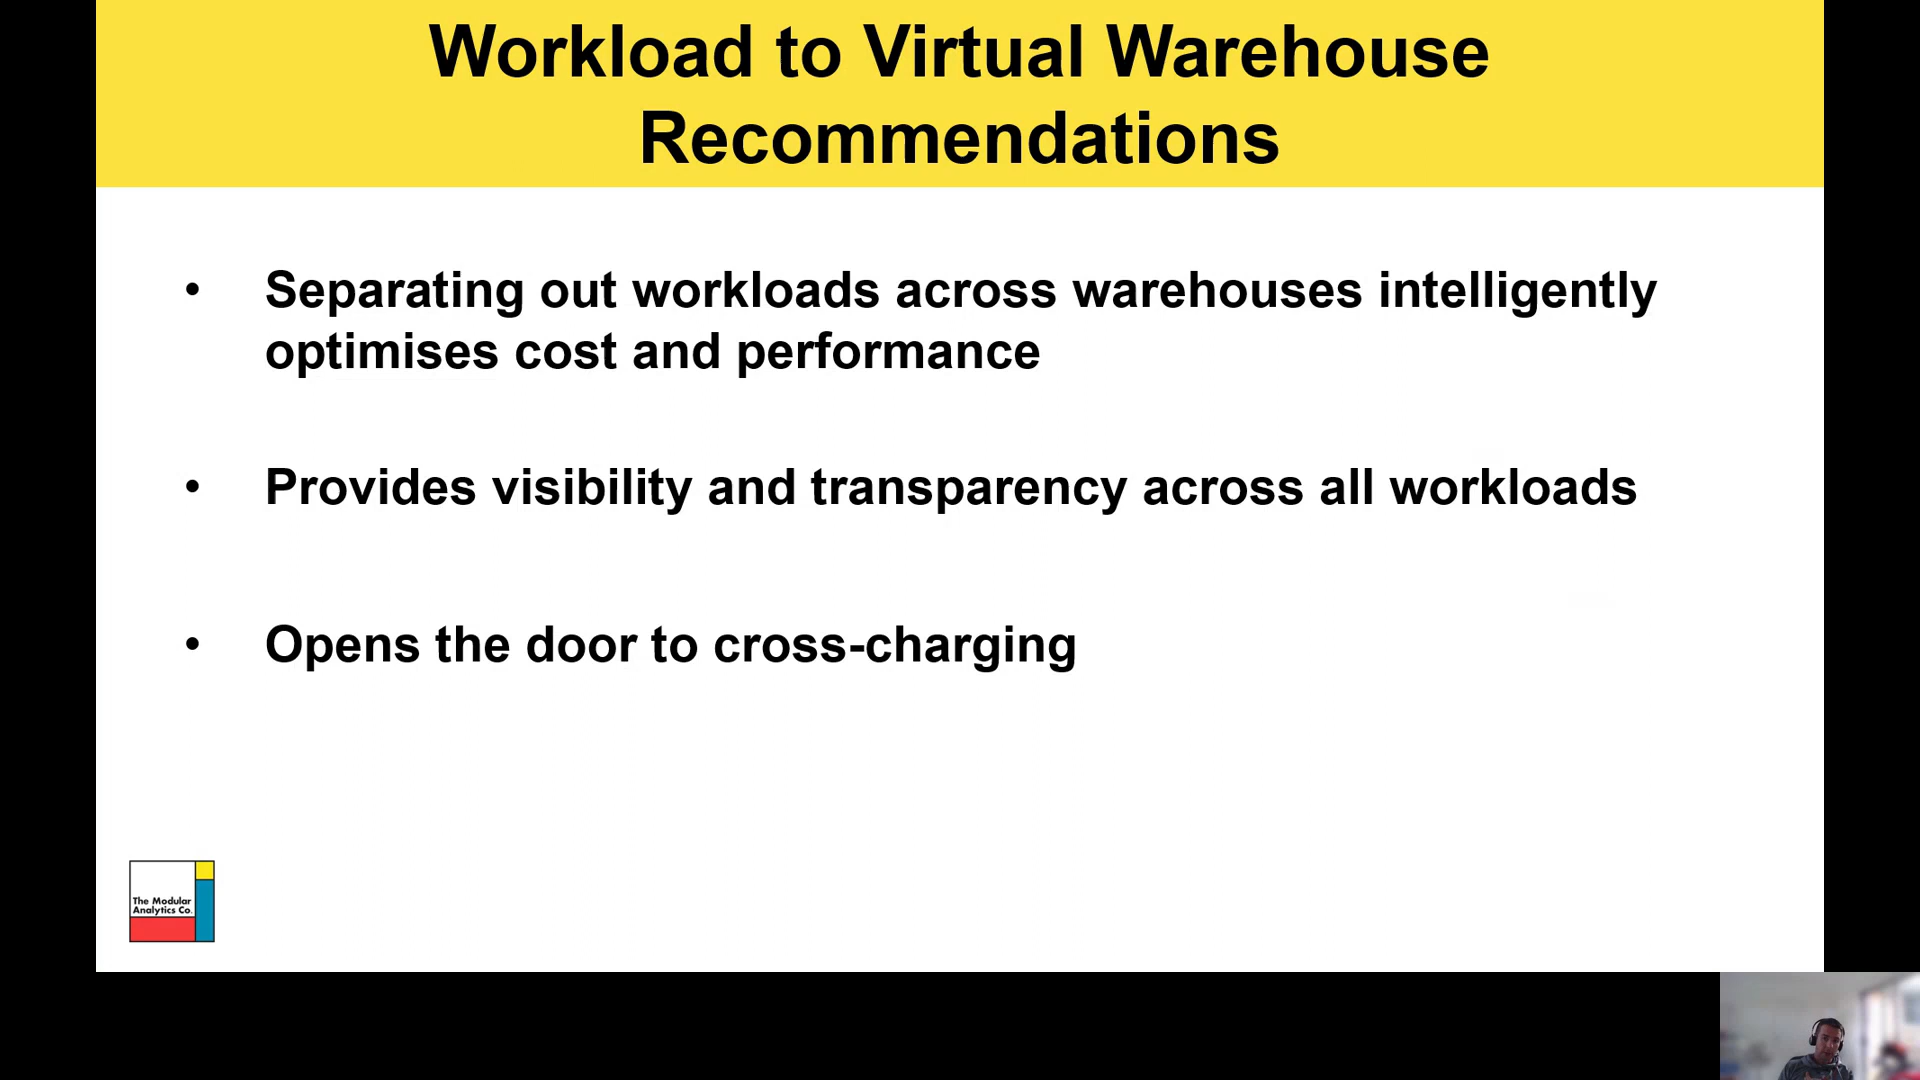 Workload to Virtual Warehouse
Recommendations
• Separating out workloads across warehouses intelligently
optimises cost and performance
• Provides visibility and transparency across all workloads
• Opens the door to cross-charging
The Modular
Analytics Co.